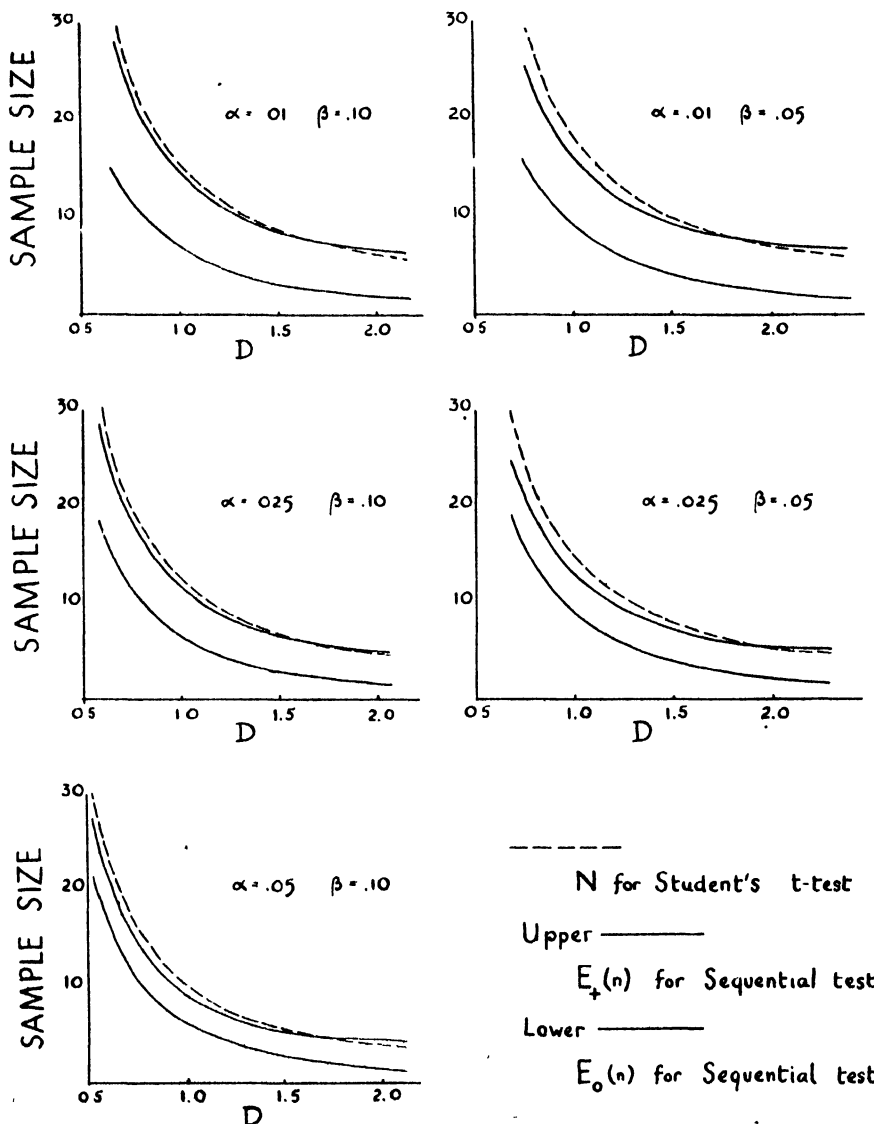 30
20
10
SAMPLE SIZE
α = 01 β = .10
0.5 1.0 1.5 2.0
D
30
20
10
α = .01 β = .05
0.5 1.0 1.5 2.0
D
30
20
10
SAMPLE SIZE
α = 025 β = .10
0.5 1.0 1.5 2.0
D
30
20
10
α = .025 β = .05
0.5 1.0 1.5 2.0
D
30
20
10
SAMPLE SIZE
α = .05 β = .10
0.5 1.0 1.5 2.0
D
N for Student's t-test
Upper
E₊(n) for Sequential test
Lower
E₀(n) for Sequential test